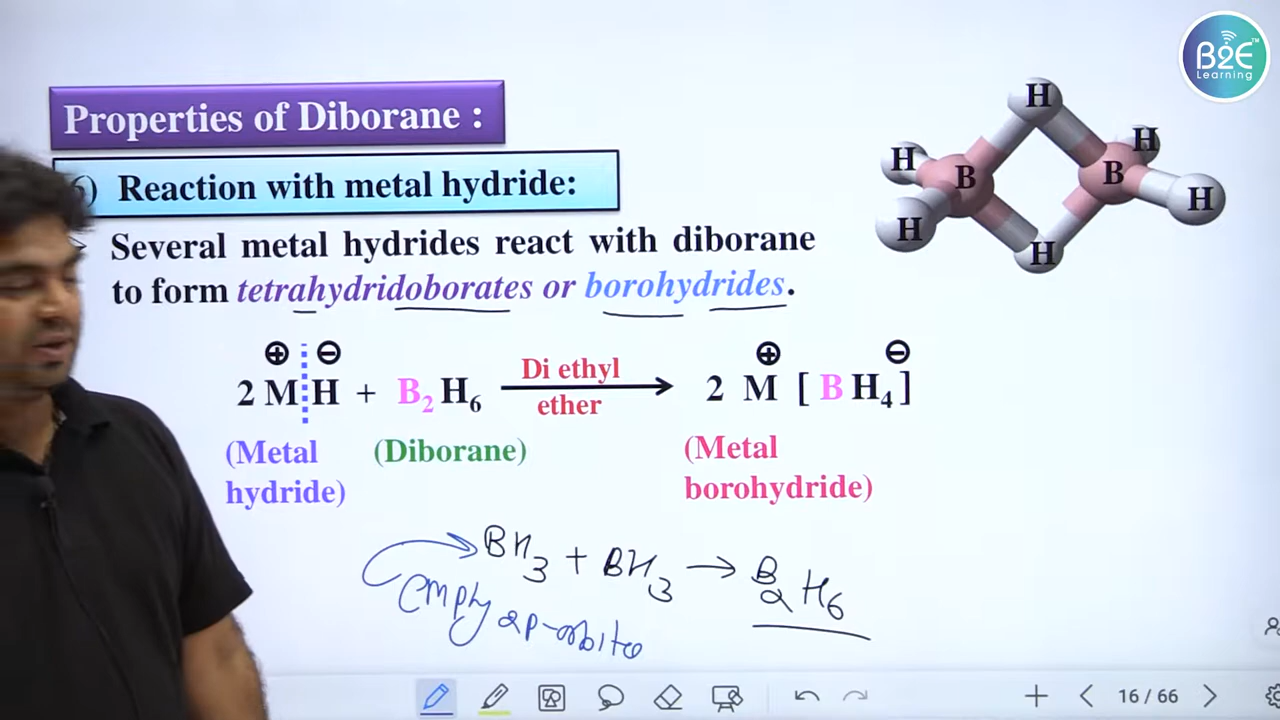 B2E
Learning
Properties of Diborane :
6) Reaction with metal hydride:
Several metal hydrides react with diborane
to form tetrahydridoborates or borohydrides.
⊕ ⊖ ⊕ ⊖
2 M H + B₂ H₆ Di ethyl ether → 2 M [ B H₄ ]
(Metal hydride) (Diborane) (Metal borohydride)
BH₃ + BH₃ → B₂H₆
Empty 2p-orbital
H
H
H
B
B
H
H
H
16 / 66